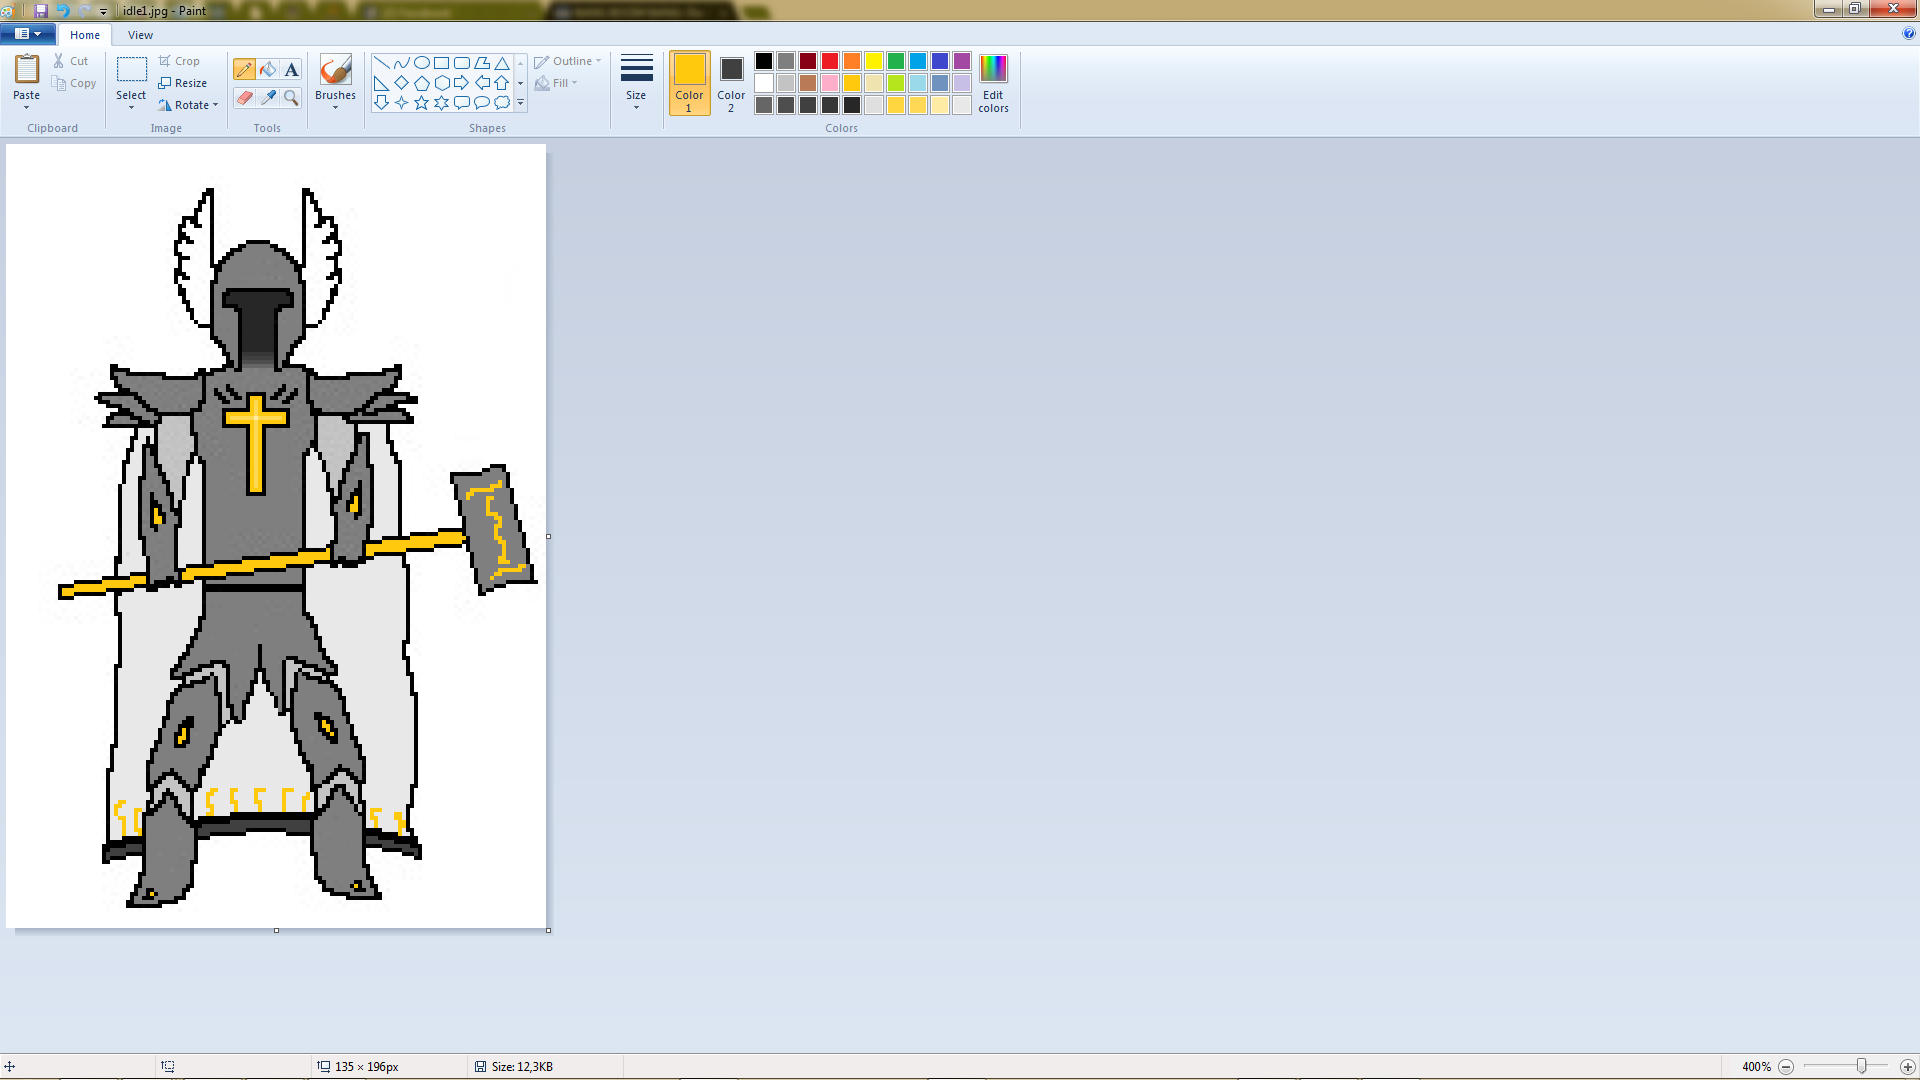 idle1.jpg - Paint
Home
View
Paste
Cut
Copy
Clipboard
Select
Crop
Resize
Rotate
Image
A
Tools
Brushes
Shapes
Outline
Fill
Size
Color 1
Color 2
Edit colors
Colors
135 × 196px
Size: 12,3KB
400%